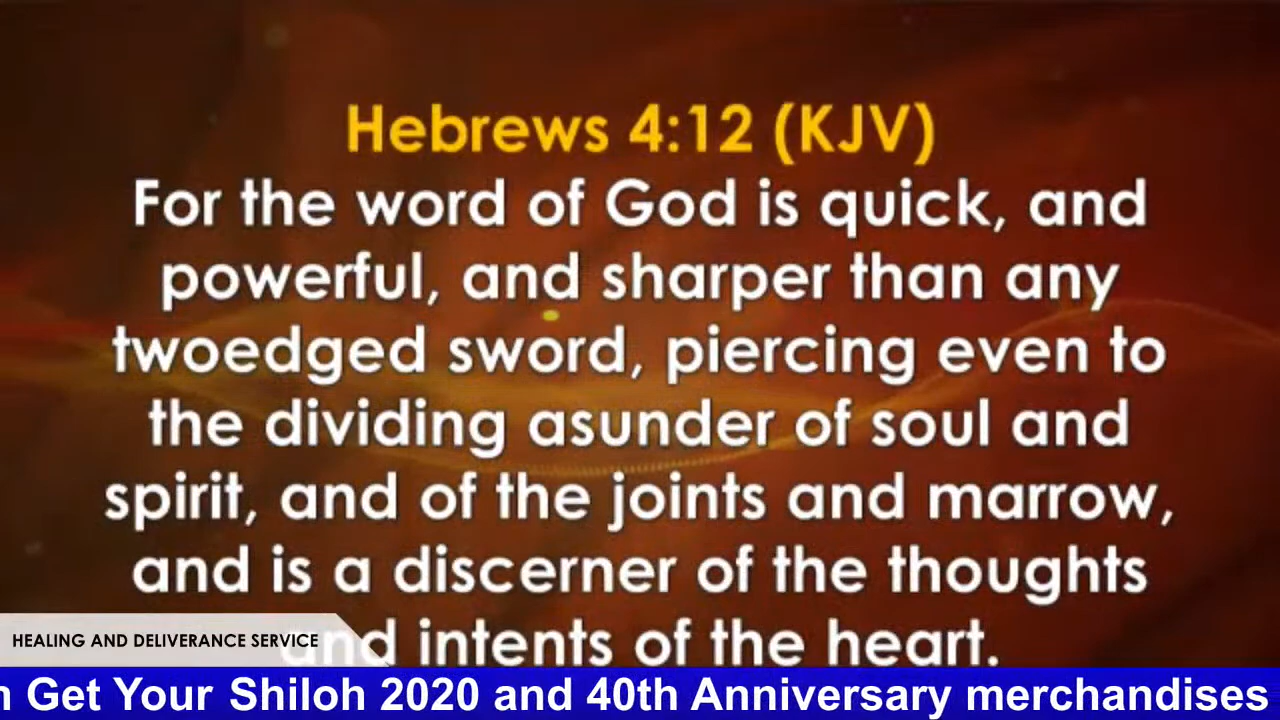 Hebrews 4:12 (KJV)
For the word of God is quick, and
powerful, and sharper than any
twoedged sword, piercing even to
the dividing asunder of soul and
spirit, and of the joints and marrow,
and is a discerner of the thoughts
and intents of the heart.
HEALING AND DELIVERANCE SERVICE
Get Your Shiloh 2020 and 40th Anniversary merchandises